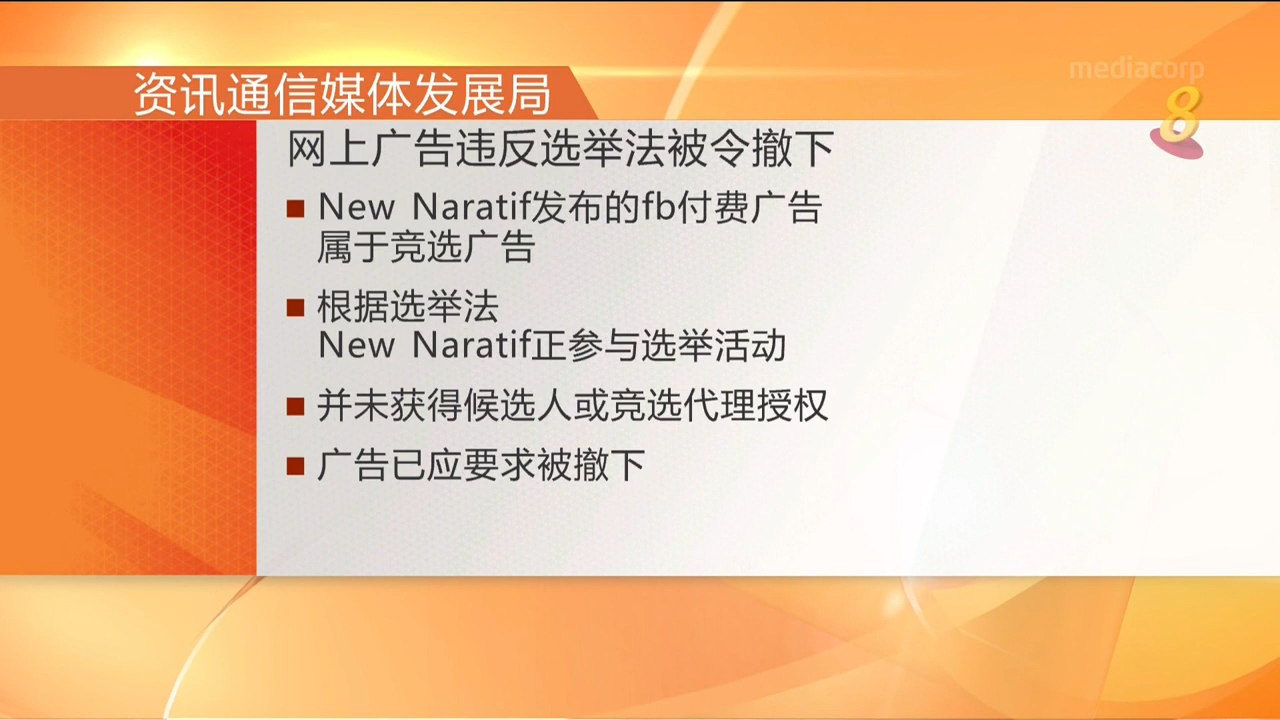 资讯通信媒体发展局
mediacorp
8
网上广告违反选举法被令撤下
New Naratif发布的fb付费广告
属于竞选广告
根据选举法
New Naratif正参与选举活动
并未获得候选人或竞选代理授权
广告已应要求被撤下